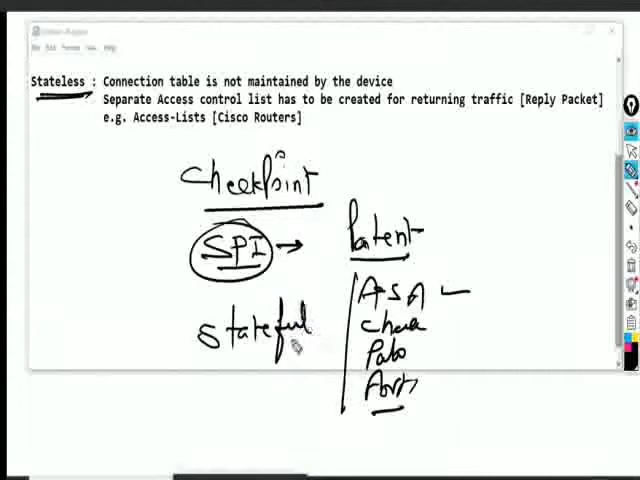 Stateless : Connection table is not maintained by the device
Separate Access control list has to be created for returning traffic [Reply Packet]
e.g. Access-Lists [Cisco Routers]
CheckPoint
SPI → Patent
ASA
Stateful
Palo